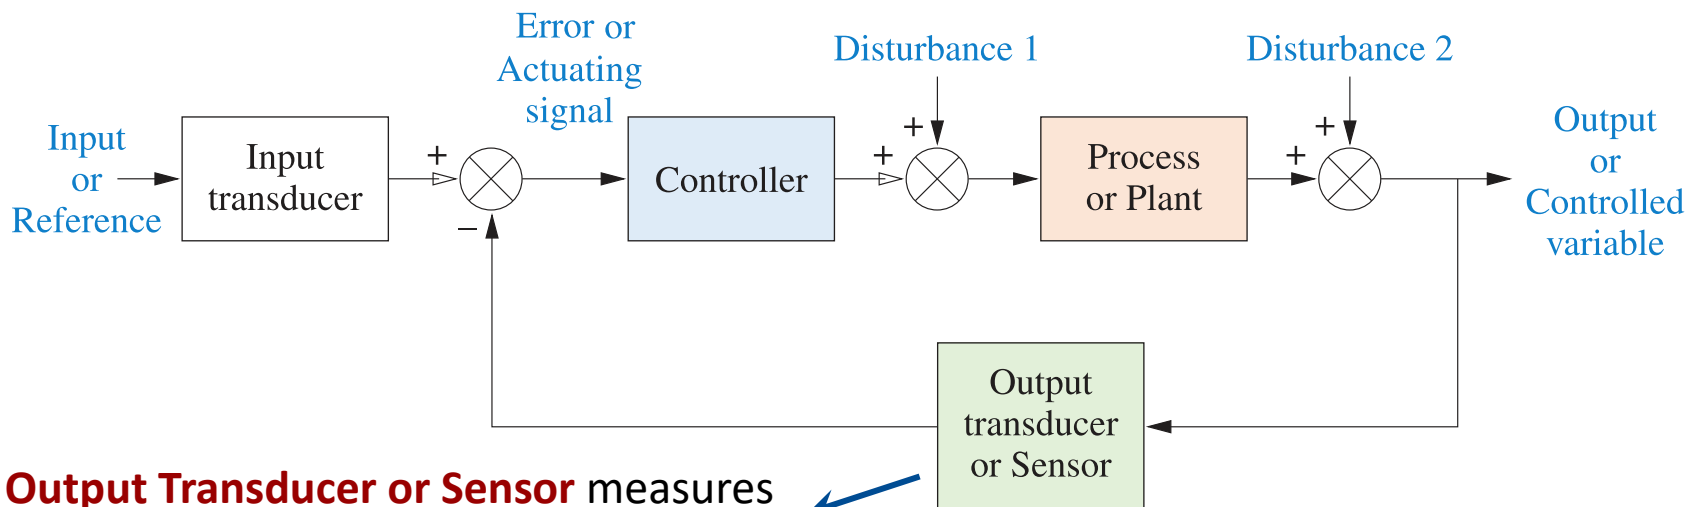 Error or
Actuating
signal
Disturbance 1
Disturbance 2
Input
or
Reference
Input
transducer
+
−
Controller
+
+
Process
or Plant
+
+
Output
or
Controlled
variable
Output
transducer
or Sensor
Output Transducer or Sensor measures